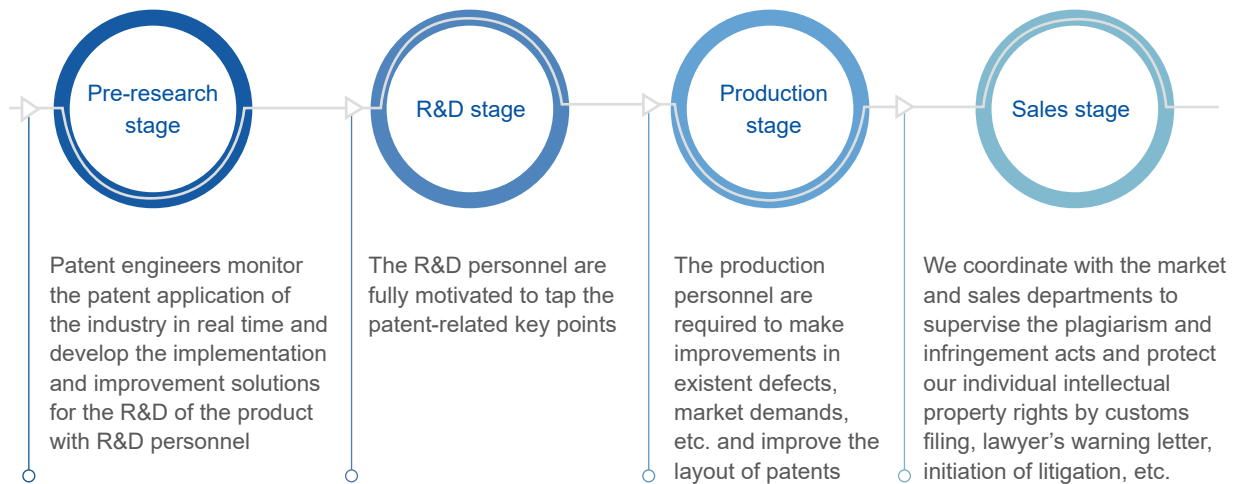 Pre-research
stage
R&D stage
Production
stage
Sales stage
Patent engineers monitor
the patent application of
the industry in real time and
develop the implementation
and improvement solutions
for the R&D of the product
with R&D personnel
The R&D personnel are
fully motivated to tap the
patent-related key points
The production
personnel are
required to make
improvements in
existent defects,
market demands,
etc. and improve the
layout of patents
We coordinate with the market
and sales departments to
supervise the plagiarism and
infringement acts and protect
our individual intellectual
property rights by customs
filing, lawyer’s warning letter,
initiation of litigation, etc.